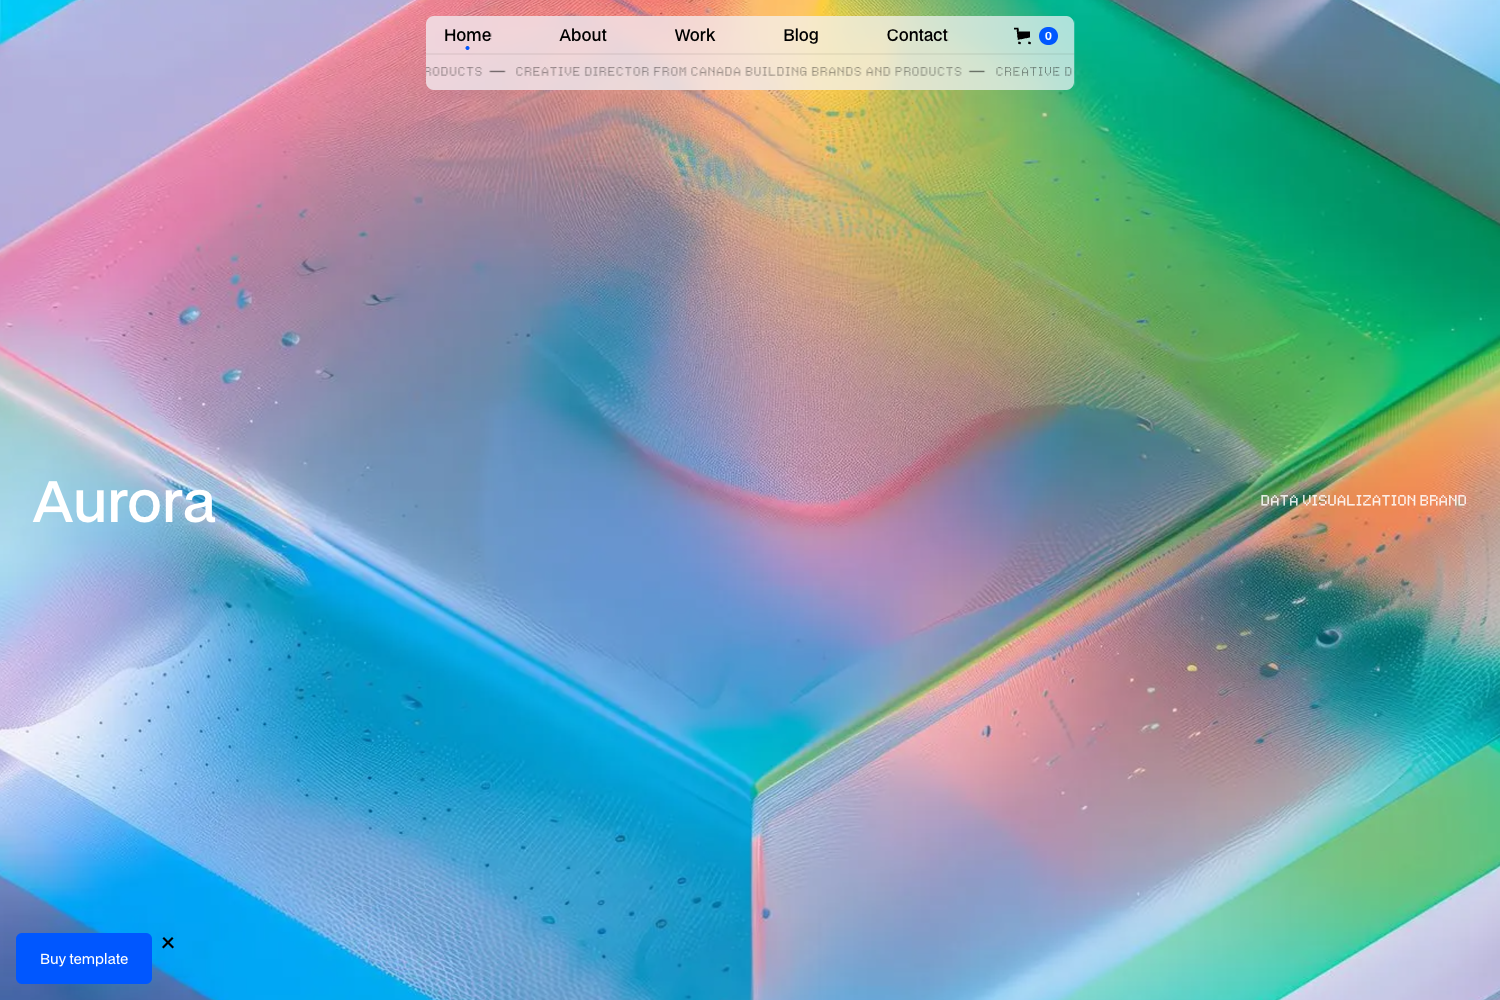 Home About Work Blog Contact 0
RODUCTS — CREATIVE DIRECTOR FROM CANADA BUILDING BRANDS AND PRODUCTS — CREATIVE D
Aurora
DATA VISUALIZATION BRAND
Buy template